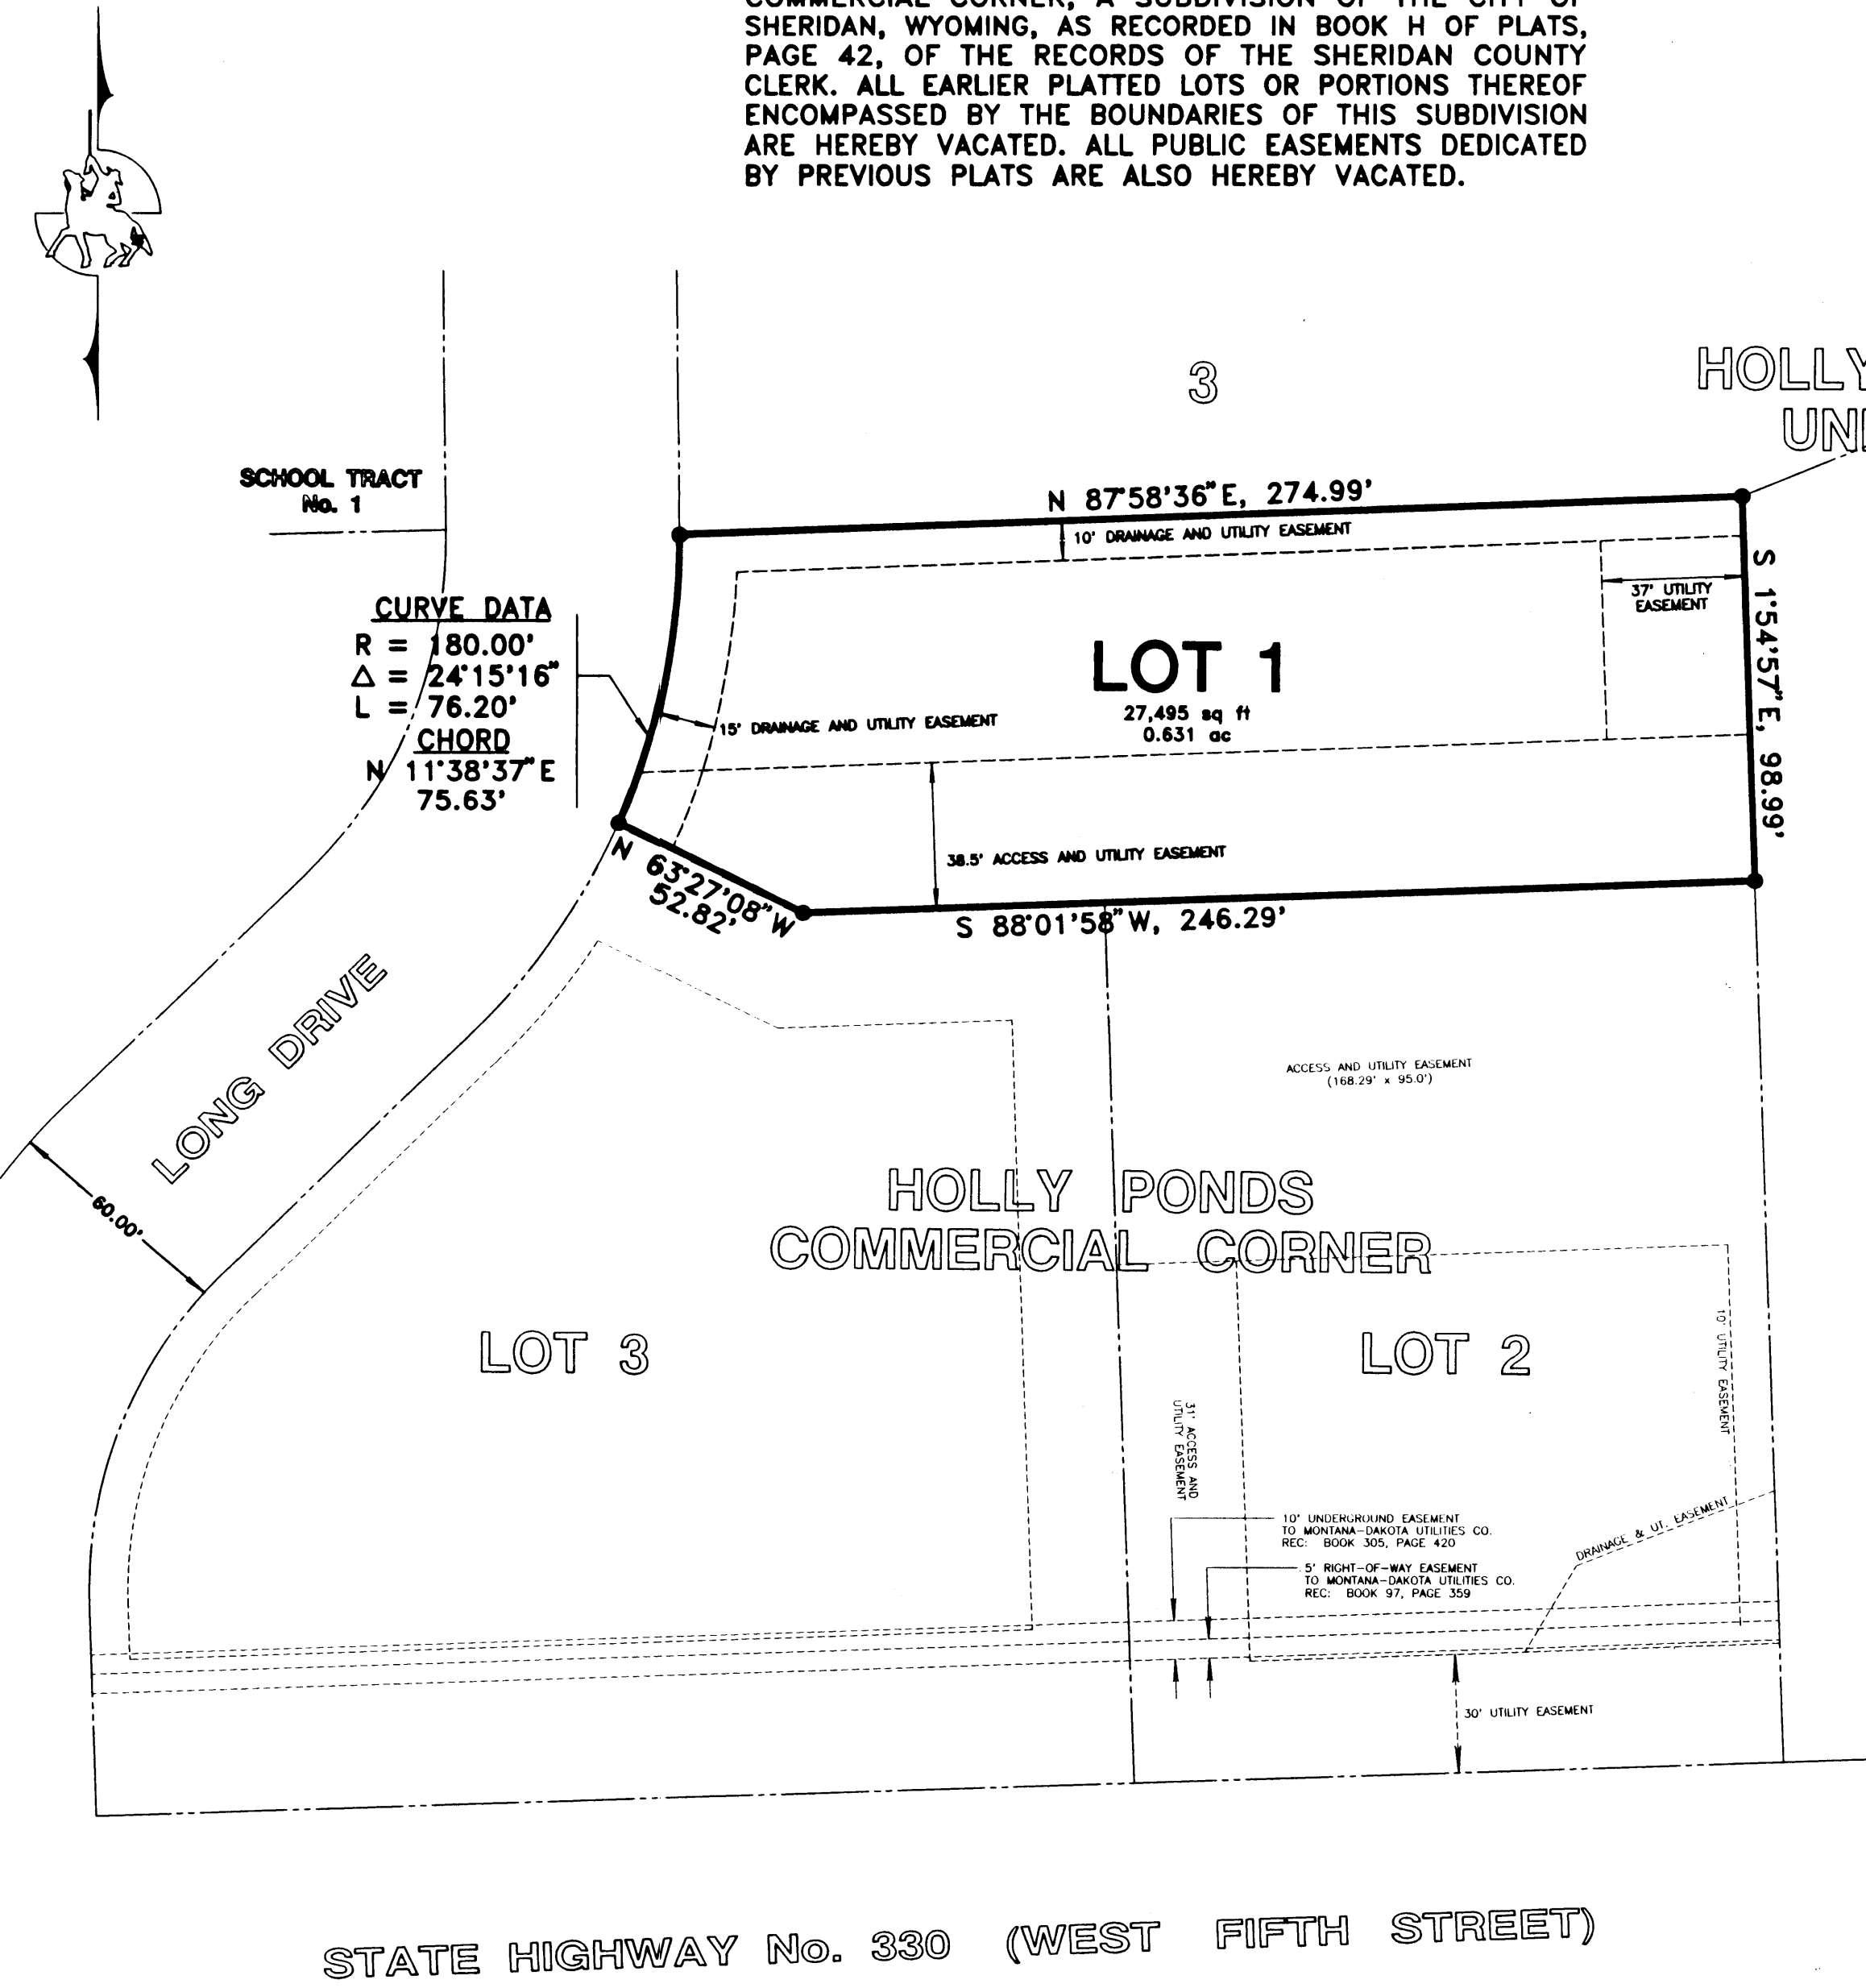 COMMERCIAL CORNER, A SUBDIVISION OF THE CITY OF
SHERIDAN, WYOMING, AS RECORDED IN BOOK H OF PLATS,
PAGE 42, OF THE RECORDS OF THE SHERIDAN COUNTY
CLERK. ALL EARLIER PLATTED LOTS OR PORTIONS THEREOF
ENCOMPASSED BY THE BOUNDARIES OF THIS SUBDIVISION
ARE HEREBY VACATED. ALL PUBLIC EASEMENTS DEDICATED
BY PREVIOUS PLATS ARE ALSO HEREBY VACATED.
3
HOLLY
SCHOOL TRACT
No. 1
N 87°58'36" E, 274.99'
10' DRAINAGE AND UTILITY EASEMENT
37' UTILITY
EASEMENT
S 1°54'57" E, 98.99'
CURVE DATA
R = 180.00'
Δ = 24°15'16"
L = 76.20'
CHORD
N 11°38'37" E
75.63'
LOT 1
27,495 sq ft
0.631 ac
15' DRAINAGE AND UTILITY EASEMENT
38.5' ACCESS AND UTILITY EASEMENT
N 63°27'08" W
52.82'
S 88°01'58" W, 246.29'
LONG DRIVE
60.00'
ACCESS AND UTILITY EASEMENT
(168.29' x 95.0')
HOLLY PONDS
COMMERCIAL CORNER
LOT 3
LOT 2
10' UTILITY EASEMENT
31' ACCESS AND
UTILITY EASEMENT
10' UNDERGROUND EASEMENT
TO MONTANA-DAKOTA UTILITIES CO.
REC: BOOK 305, PAGE 420
5' RIGHT-OF-WAY EASEMENT
TO MONTANA-DAKOTA UTILITIES CO.
REC: BOOK 97, PAGE 359
DRAINAGE & UT. EASEMENT
30' UTILITY EASEMENT
STATE HIGHWAY No. 330 (WEST FIFTH STREET)